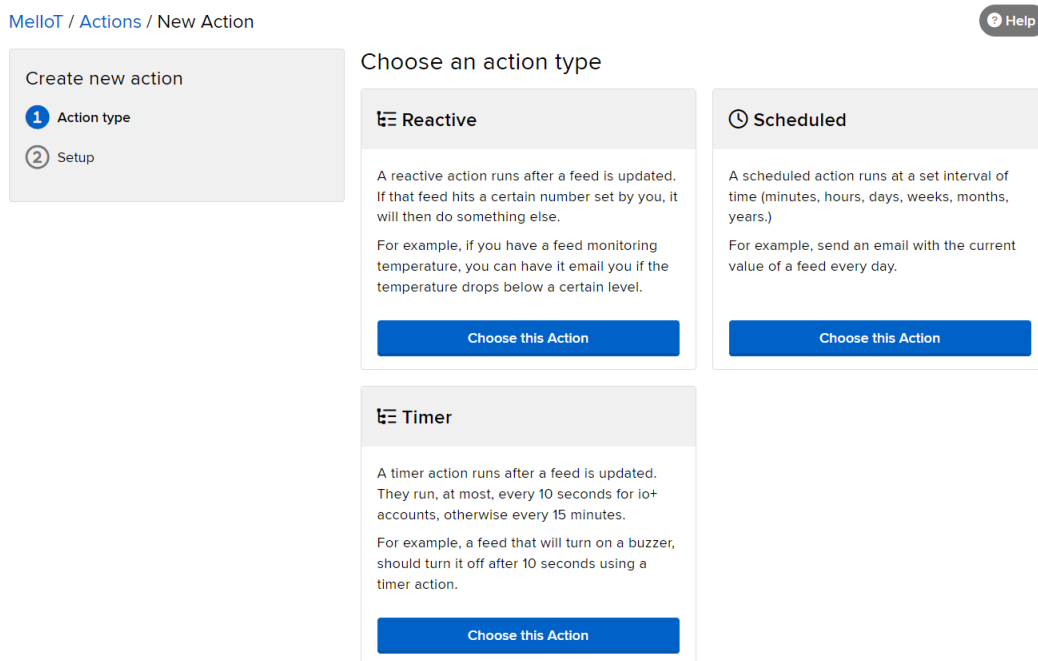 MelloT / Actions / New Action
? Help
Create new action
1 Action type
2 Setup
Choose an action type
Reactive
A reactive action runs after a feed is updated.
If that feed hits a certain number set by you, it
will then do something else.
For example, if you have a feed monitoring
temperature, you can have it email you if the
temperature drops below a certain level.
Choose this Action
Scheduled
A scheduled action runs at a set interval of
time (minutes, hours, days, weeks, months,
years.)
For example, send an email with the current
value of a feed every day.
Choose this Action
Timer
A timer action runs after a feed is updated.
They run, at most, every 10 seconds for io+
accounts, otherwise every 15 minutes.
For example, a feed that will turn on a buzzer,
should turn it off after 10 seconds using a
timer action.
Choose this Action